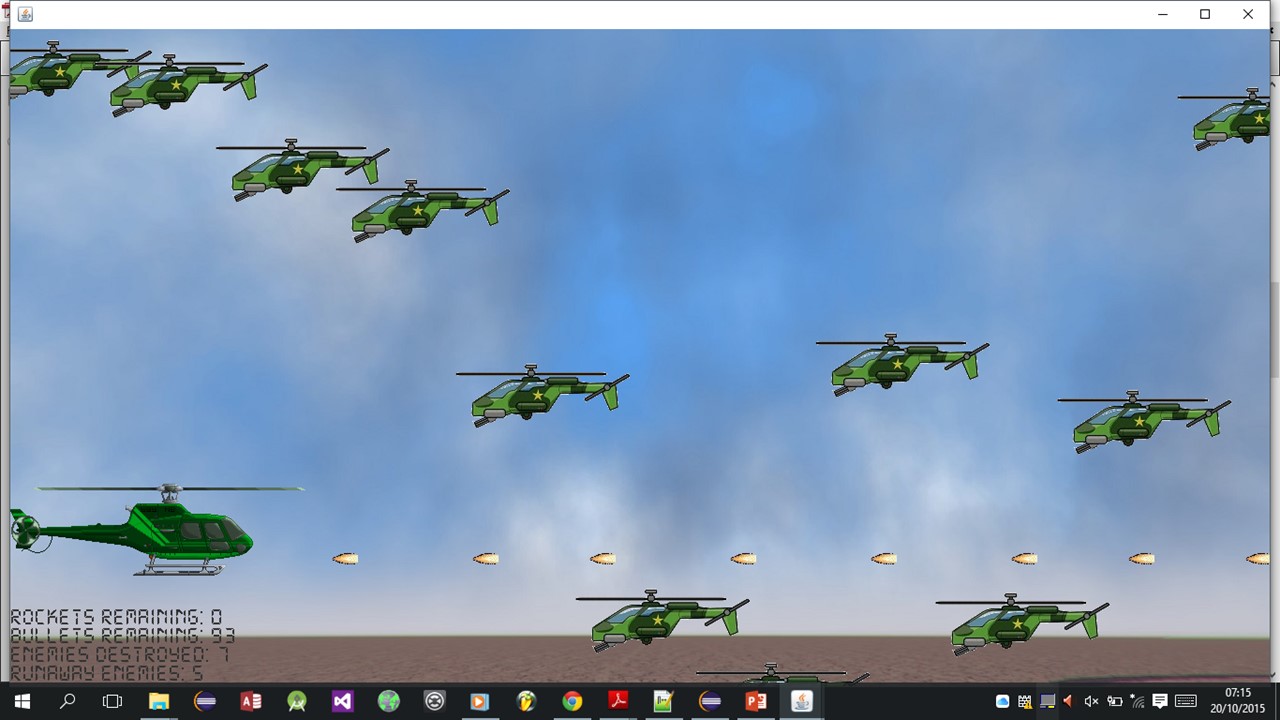 ROCKETS REMAINING: 0
BULLETS REMAINING: 93
ENEMIES DESTROYED: 7
RUNAWAY ENEMIES: 5
07:15
20/10/2015